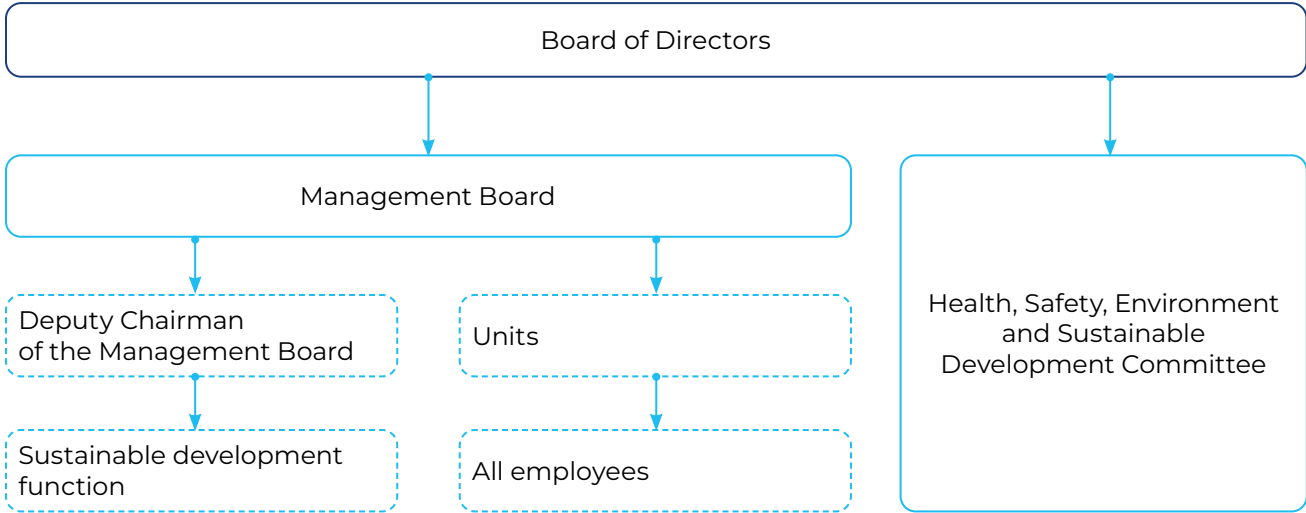 Board of Directors
Management Board
Deputy Chairman
of the Management Board
Units
Health, Safety, Environment
and Sustainable
Development Committee
Sustainable development
function
All employees